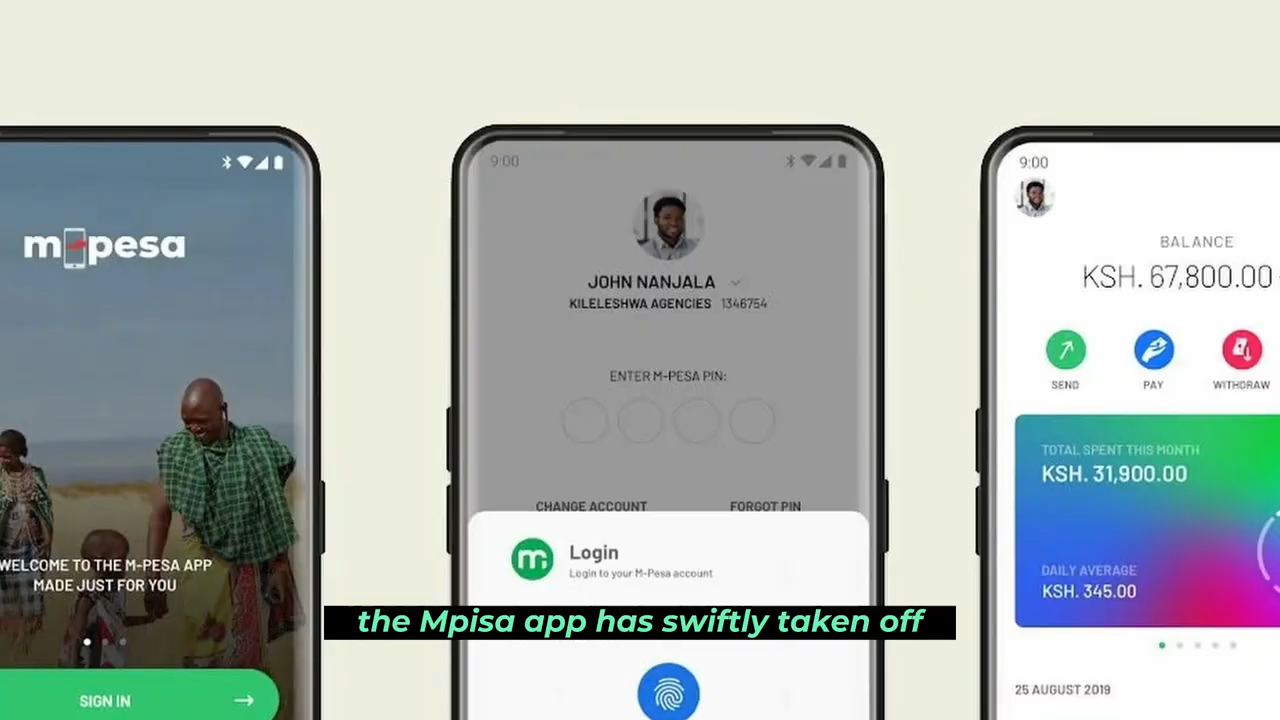 m-pesa
WELCOME TO THE M-PESA APP
MADE JUST FOR YOU
SIGN IN
9:00
JOHN NANJALA
KILELESHWA AGENCIES 1346754
ENTER M-PESA PIN:
CHANGE ACCOUNT FORGOT PIN
m
Login
Login to your M-Pesa account
9:00
BALANCE
KSH. 67,800.00
SEND PAY WITHDRAW
TOTAL SPENT THIS MONTH
KSH. 31,900.00
DAILY AVERAGE
KSH. 345.00
25 AUGUST 2019
the Mpisa app has swiftly taken off